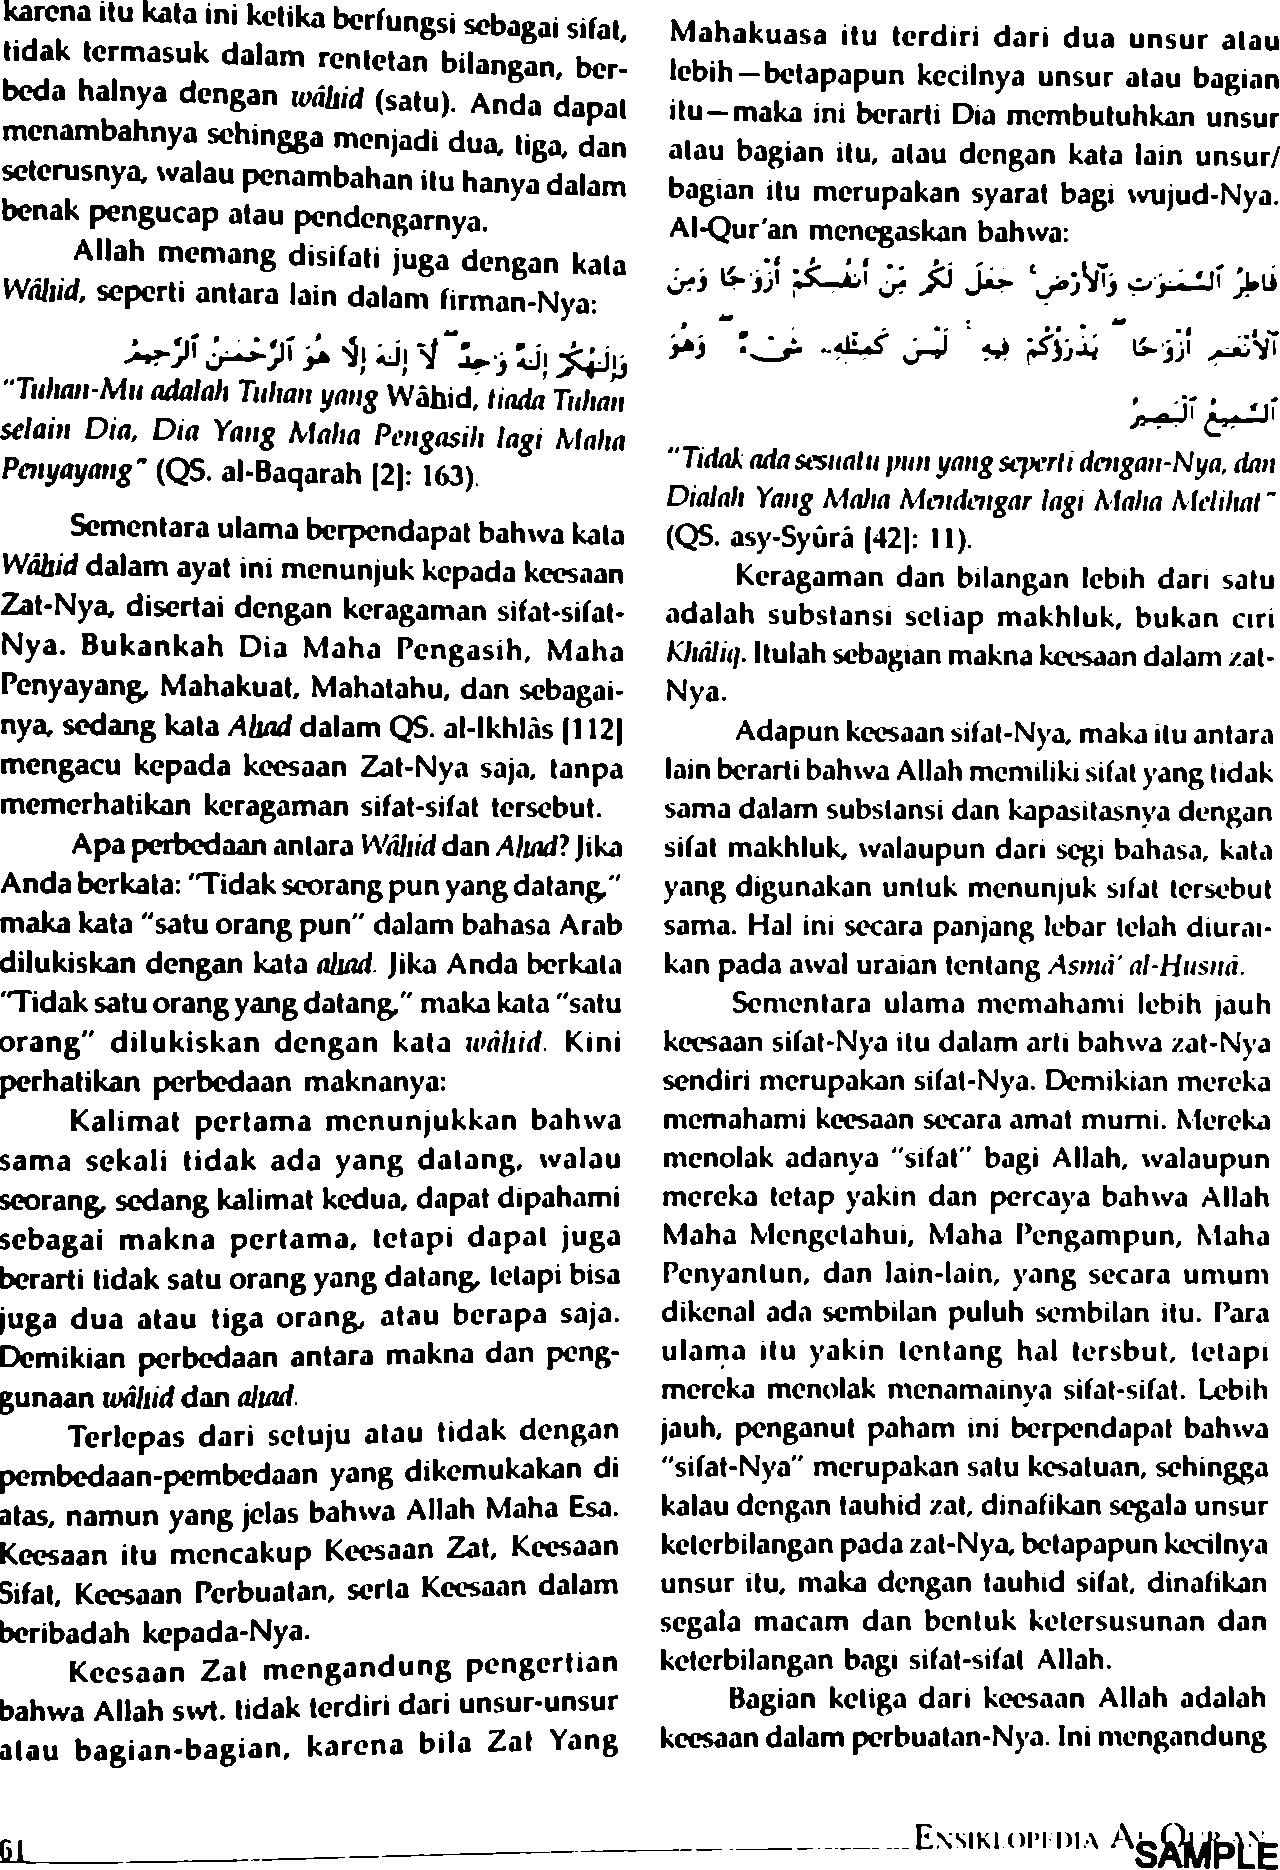 karena itu kata ini ketika berfungsi sebagai sifat,
tidak termasuk dalam rentetan bilangan, ber-
beda halnya dengan wâhid (satu). Anda dapat
menambahnya sehingga menjadi dua, tiga, dan
seterusnya, walau penambahan itu hanya dalam
benak pengucap atau pendengarnya.
Allah memang disifati juga dengan kata
Wâhid, seperti antara lain dalam firman-Nya:
وَإِلَٰهُكُمْ إِلَٰهٌ وَٰحِدٌ ۖ لَّآ إِلَٰهَ إِلَّا هُوَ ٱلرَّحْمَٰنُ ٱلرَّحِيمُ
"Tuhan-Mu adalah Tuhan yang Wâhid, tiada Tuhan
selain Dia, Dia Yang Maha Pengasih lagi Maha
Penyayang" (QS. al-Baqarah [2]: 163).
Sementara ulama berpendapat bahwa kata
Wâhid dalam ayat ini menunjuk kepada keesaan
Zat-Nya, disertai dengan keragaman sifat-sifat-
Nya. Bukankah Dia Maha Pengasih, Maha
Penyayang, Mahakuat, Mahatahu, dan sebagai-
nya, sedang kata Ahad dalam QS. al-Ikhlâs [112]
mengacu kepada keesaan Zat-Nya saja, tanpa
memerhatikan keragaman sifat-sifat tersebut.
Apa perbedaan antara Wâhid dan Ahad? Jika
Anda berkata: "Tidak seorang pun yang datang,"
maka kata "satu orang pun" dalam bahasa Arab
dilukiskan dengan kata ahad. Jika Anda berkata
"Tidak satu orang yang datang," maka kata "satu
orang" dilukiskan dengan kata wâhid. Kini
perhatikan perbedaan maknanya:
Kalimat pertama menunjukkan bahwa
sama sekali tidak ada yang datang, walau
seorang, sedang kalimat kedua, dapat dipahami
sebagai makna pertama, tetapi dapat juga
berarti tidak satu orang yang datang, tetapi bisa
juga dua atau tiga orang, atau berapa saja.
Demikian perbedaan antara makna dan peng-
gunaan wâhid dan ahad.
Terlepas dari setuju atau tidak dengan
pembedaan-pembedaan yang dikemukakan di
atas, namun yang jelas bahwa Allah Maha Esa.
Keesaan itu mencakup Keesaan Zat, Keesaan
Sifat, Keesaan Perbuatan, serta Keesaan dalam
beribadah kepada-Nya.
Keesaan Zat mengandung pengertian
bahwa Allah swt. tidak terdiri dari unsur-unsur
atau bagian-bagian, karena bila Zat Yang
Mahakuasa itu terdiri dari dua unsur atau
lebih—betapapun kecilnya unsur atau bagian
itu—maka ini berarti Dia membutuhkan unsur
atau bagian itu, atau dengan kata lain unsur/
bagian itu merupakan syarat bagi wujud-Nya.
Al-Qur'an menegaskan bahwa:
فَاطِرُ ٱلسَّمَٰوَٰتِ وَٱلْأَرْضِ ۚ جَعَلَ لَكُم مِّنْ أَنفُسِكُمْ أَزْوَٰجًا وَمِنَ
ٱلْأَنْعَٰمِ أَزْوَٰجًا ۖ يَذْرَؤُكُمْ فِيهِ ۚ لَيْسَ كَمِثْلِهِۦ شَىْءٌ ۖ وَهُوَ
ٱلسَّمِيعُ ٱلْبَصِيرُ
"Tidak ada sesuatu pun yang seperti dengan-Nya, dan
Dialah Yang Maha Mendengar lagi Maha Melihat"
(QS. asy-Syûrâ [42]: 11).
Keragaman dan bilangan lebih dari satu
adalah substansi setiap makhluk, bukan ciri
Khâliq. Itulah sebagian makna keesaan dalam zat-
Nya.
Adapun keesaan sifat-Nya, maka itu antara
lain berarti bahwa Allah memiliki sifat yang tidak
sama dalam substansi dan kapasitasnya dengan
sifat makhluk, walaupun dari segi bahasa, kata
yang digunakan untuk menunjuk sifat tersebut
sama. Hal ini secara panjang lebar telah diurai-
kan pada awal uraian tentang Asmâ' al-Husnâ.
Sementara ulama memahami lebih jauh
keesaan sifat-Nya itu dalam arti bahwa zat-Nya
sendiri merupakan sifat-Nya. Demikian mereka
memahami keesaan secara amat murni. Mereka
menolak adanya "sifat" bagi Allah, walaupun
mereka tetap yakin dan percaya bahwa Allah
Maha Mengetahui, Maha Pengampun, Maha
Penyantun, dan lain-lain, yang secara umum
dikenal ada sembilan puluh sembilan itu. Para
ulama itu yakin tentang hal tersbut, tetapi
mereka menolak menamainya sifat-sifat. Lebih
jauh, penganut paham ini berpendapat bahwa
"sifat-Nya" merupakan satu kesatuan, sehingga
kalau dengan tauhid zat, dinafikan segala unsur
keterbilangan pada zat-Nya, betapapun kecilnya
unsur itu, maka dengan tauhid sifat, dinafikan
segala macam dan bentuk ketersusunan dan
keterbilangan bagi sifat-sifat Allah.
Bagian ketiga dari keesaan Allah adalah
keesaan dalam perbuatan-Nya. Ini mengandung
61
ENSIKLOPEDIA AL-QUR'AN
SAMPLE